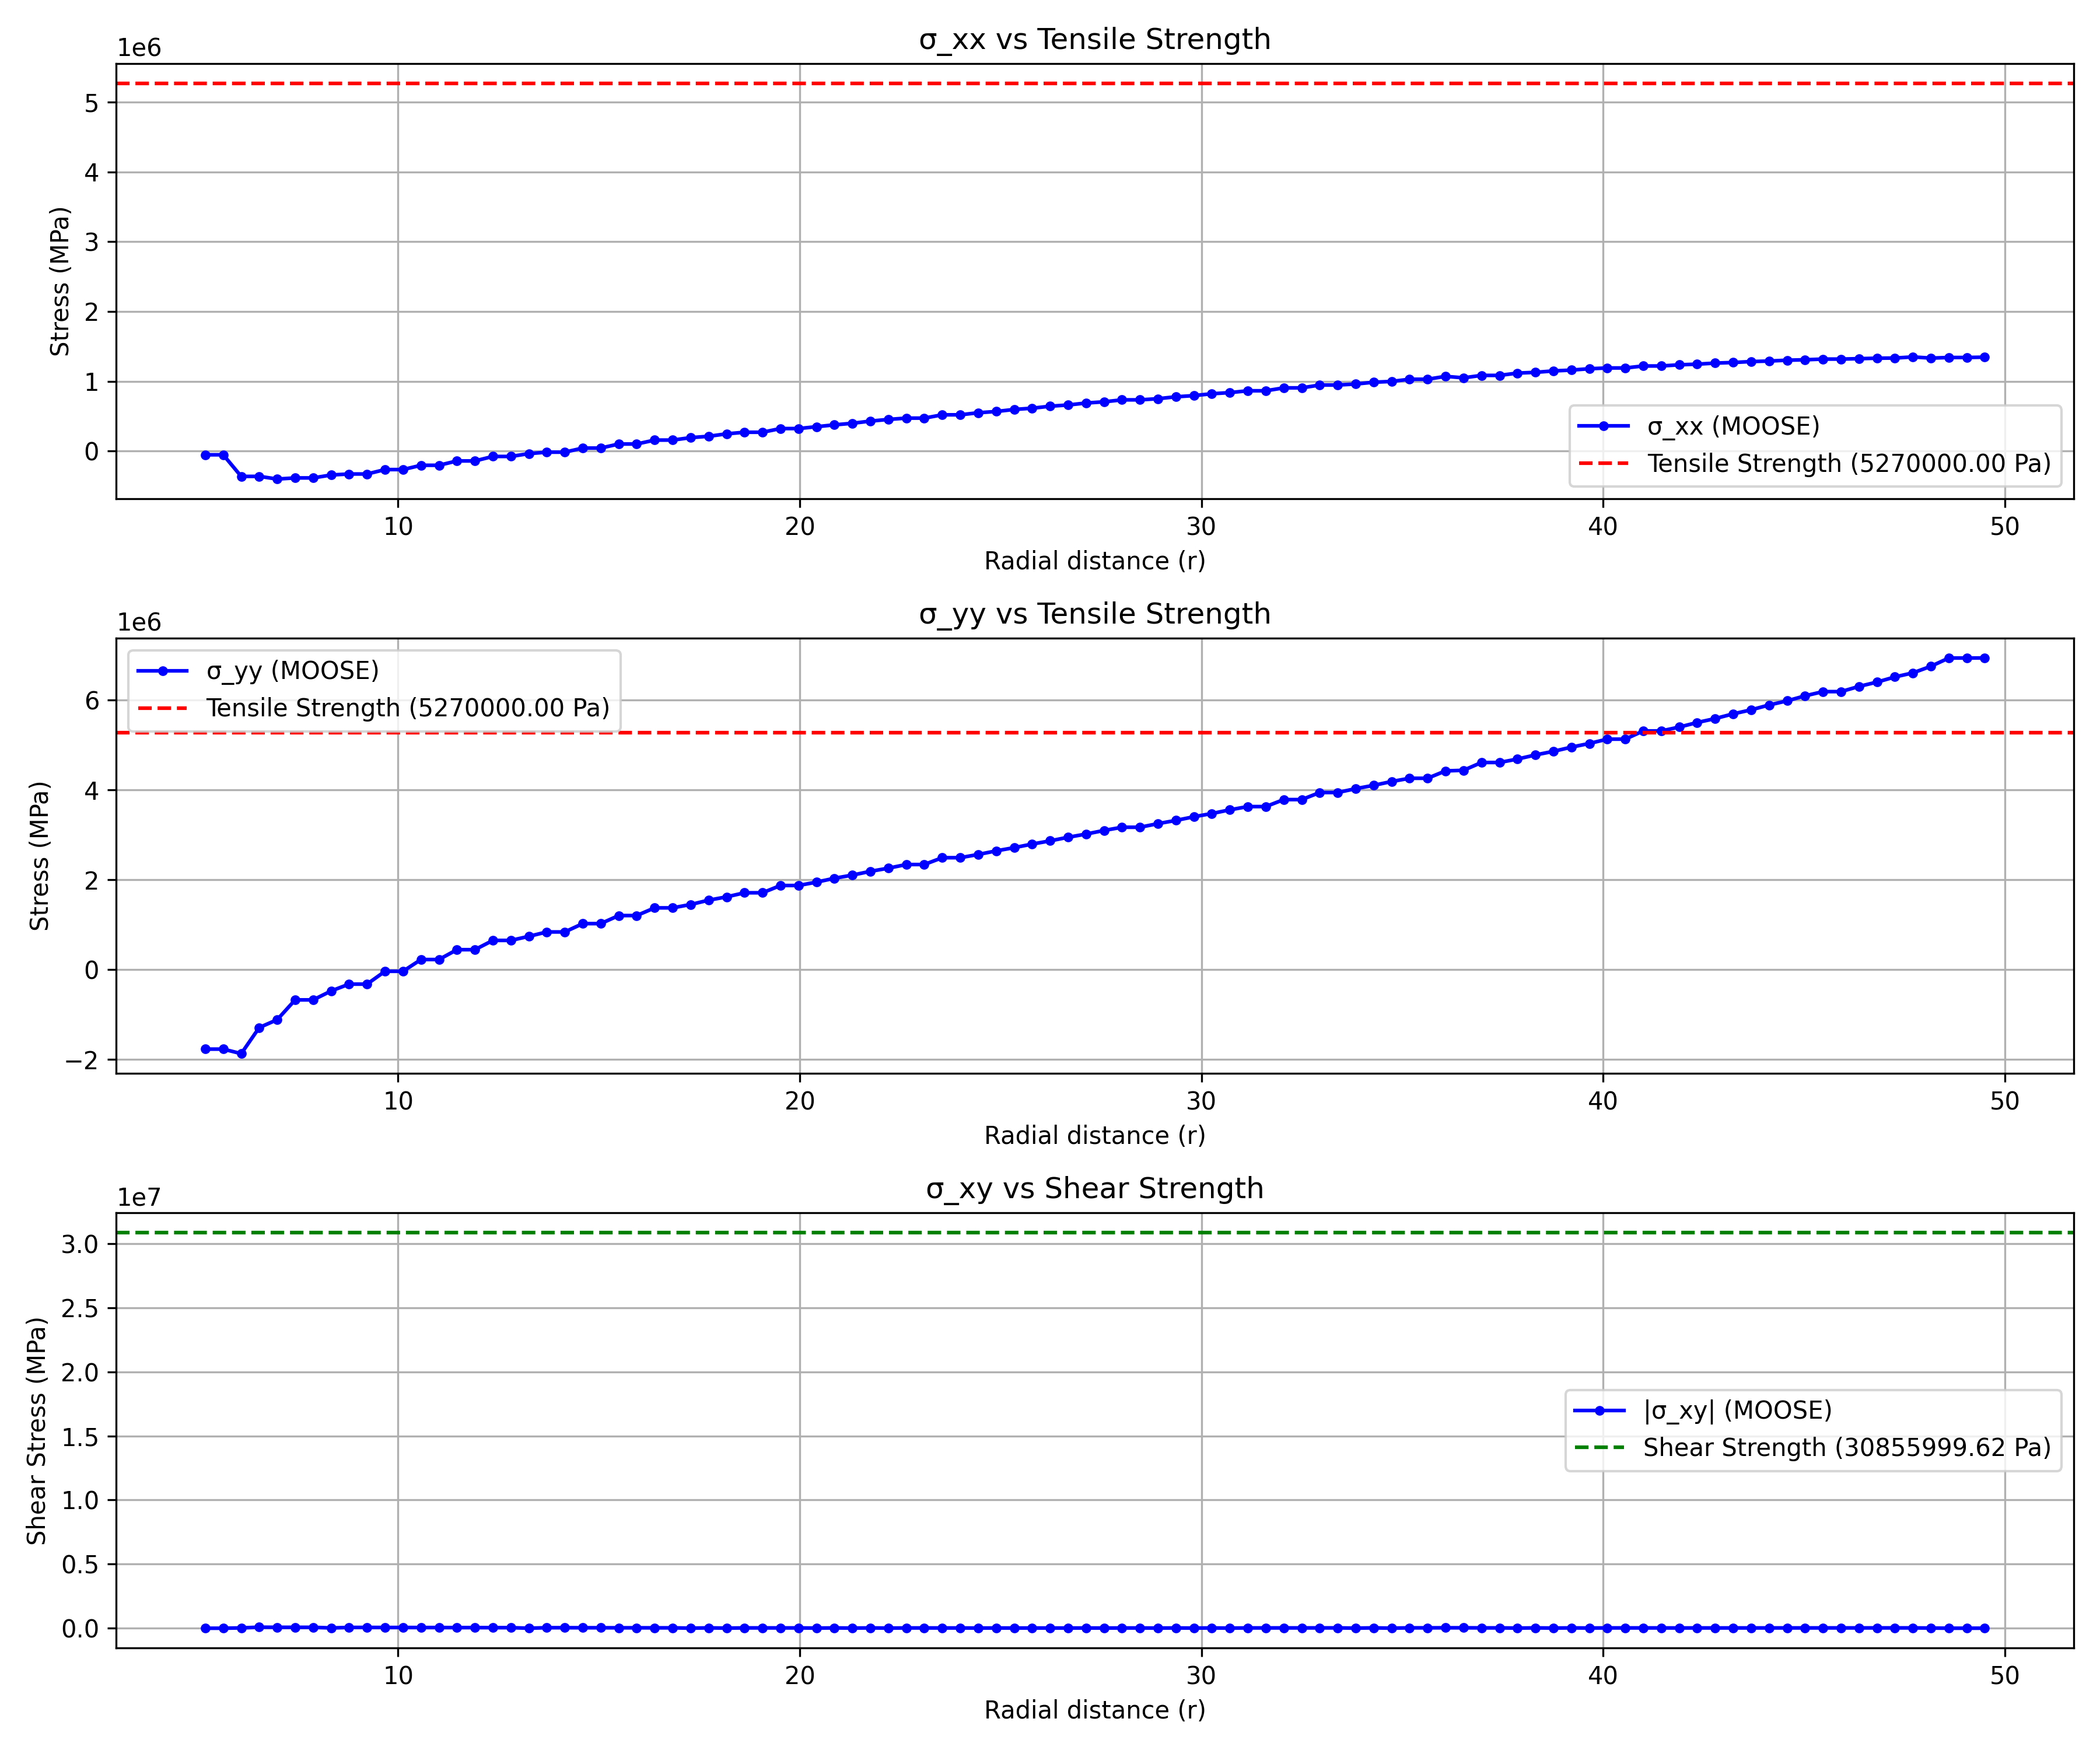 σ_xx vs Tensile Strength
1e6
5
4
3
2
1
0
Stress (MPa)
σ_xx (MOOSE)
Tensile Strength (5270000.00 Pa)
10 20 30 40 50
Radial distance (r)
σ_yy vs Tensile Strength
1e6
σ_yy (MOOSE)
Tensile Strength (5270000.00 Pa)
6
4
2
0
−2
Stress (MPa)
10 20 30 40 50
Radial distance (r)
σ_xy vs Shear Strength
1e7
3.0
2.5
2.0
1.5
1.0
0.5
0.0
Shear Stress (MPa)
|σ_xy| (MOOSE)
Shear Strength (30855999.62 Pa)
10 20 30 40 50
Radial distance (r)